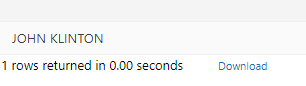 JOHN KLINTON
1 rows returned in 0.00 seconds Download